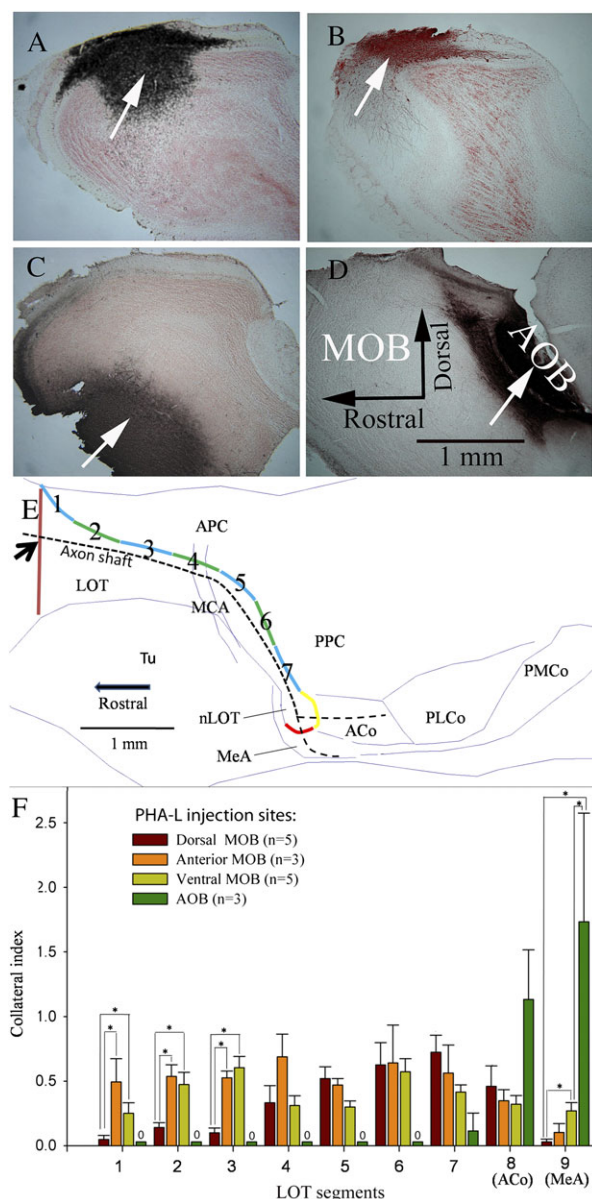 A
B
C
D
MOB
AOB
Dorsal
Rostral
1 mm
E
1
2
3
4
5
6
7
APC
Axon shaft
LOT
MCA
PPC
Tu
Rostral
1 mm
nLOT
MeA
ACo
PLCo
PMCo
F
PHA-L injection sites:
Dorsal MOB (n=5)
Anterior MOB (n=3)
Ventral MOB (n=5)
AOB (n=3)
Collateral index
2.5
2.0
1.5
1.0
0.5
0.0
* * * * * * * * *
0 0 0 0 0 0
1 2 3 4 5 6 7 8 9
(ACo) (MeA)
LOT segments